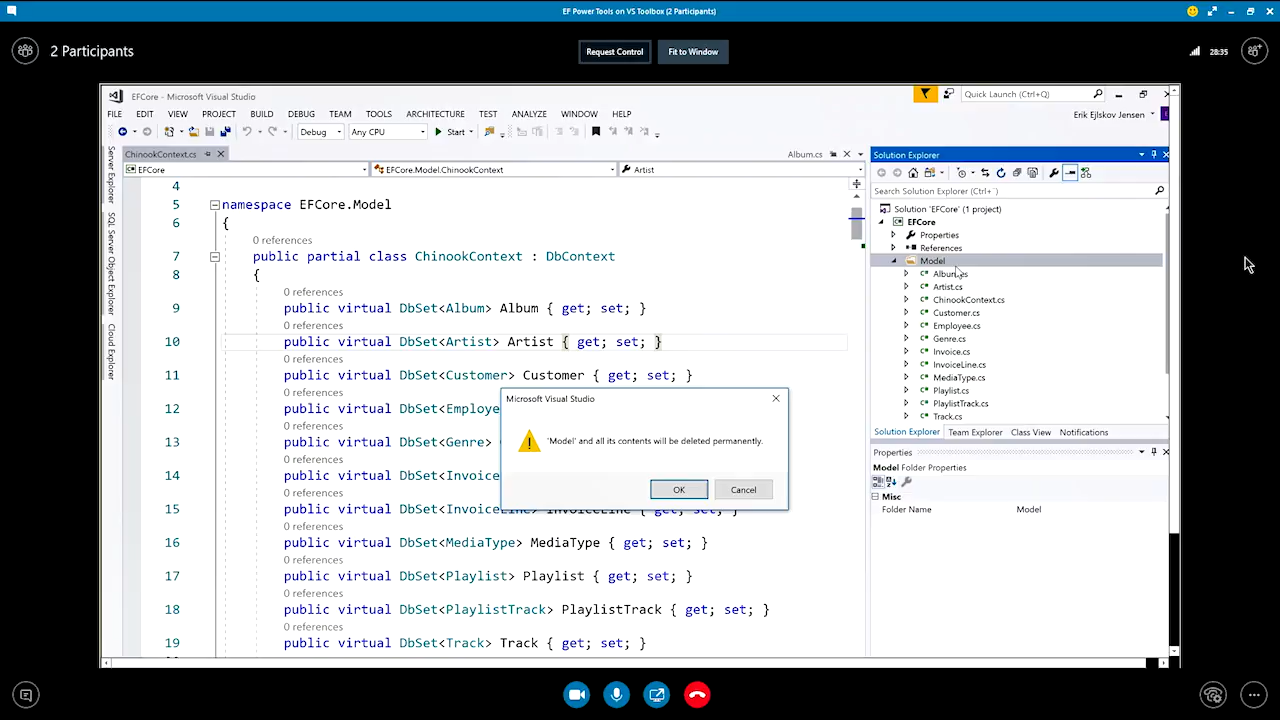 EF Power Tools on VS Toolbox (2 Participants)
2 Participants
Request Control
Fit to Window
28:35
EFCore - Microsoft Visual Studio
Quick Launch (Ctrl+Q)
FILE EDIT VIEW PROJECT BUILD DEBUG TEAM TOOLS ARCHITECTURE TEST ANALYZE WINDOW HELP
Erik Ejlskov Jensen
Debug Any CPU Start
Server Explorer
SQL Server Object Explorer
Cloud Explorer
ChinookContext.cs
Album.cs
EFCore
EFCore.Model.ChinookContext
Artist
4
5 namespace EFCore.Model
6 {
0 references
7 public partial class ChinookContext : DbContext
8 {
0 references
9 public virtual DbSet<Album> Album { get; set; }
0 references
10 public virtual DbSet<Artist> Artist { get; set; }
0 references
11 public virtual DbSet<Customer> Customer { get; set; }
0 references
12 public virtual DbSet<Employe
0 references
13 public virtual DbSet<Genre>
0 references
14 public virtual DbSet<Invoic
0 references
15 public virtual DbSet<InvoiceLine> InvoiceLine { get; set; }
0 references
16 public virtual DbSet<MediaType> MediaType { get; set; }
0 references
17 public virtual DbSet<Playlist> Playlist { get; set; }
0 references
18 public virtual DbSet<PlaylistTrack> PlaylistTrack { get; set; }
0 references
19 public virtual DbSet<Track> Track { get; set; }
Microsoft Visual Studio
'Model' and all its contents will be deleted permanently.
OK
Cancel
Solution Explorer
Search Solution Explorer (Ctrl+¨)
Solution 'EFCore' (1 project)
EFCore
Properties
References
Model
Album.cs
Artist.cs
ChinookContext.cs
Customer.cs
Employee.cs
Genre.cs
Invoice.cs
InvoiceLine.cs
MediaType.cs
Playlist.cs
PlaylistTrack.cs
Track.cs
Solution Explorer Team Explorer Class View Notifications
Properties
Model Folder Properties
Misc
Folder Name Model